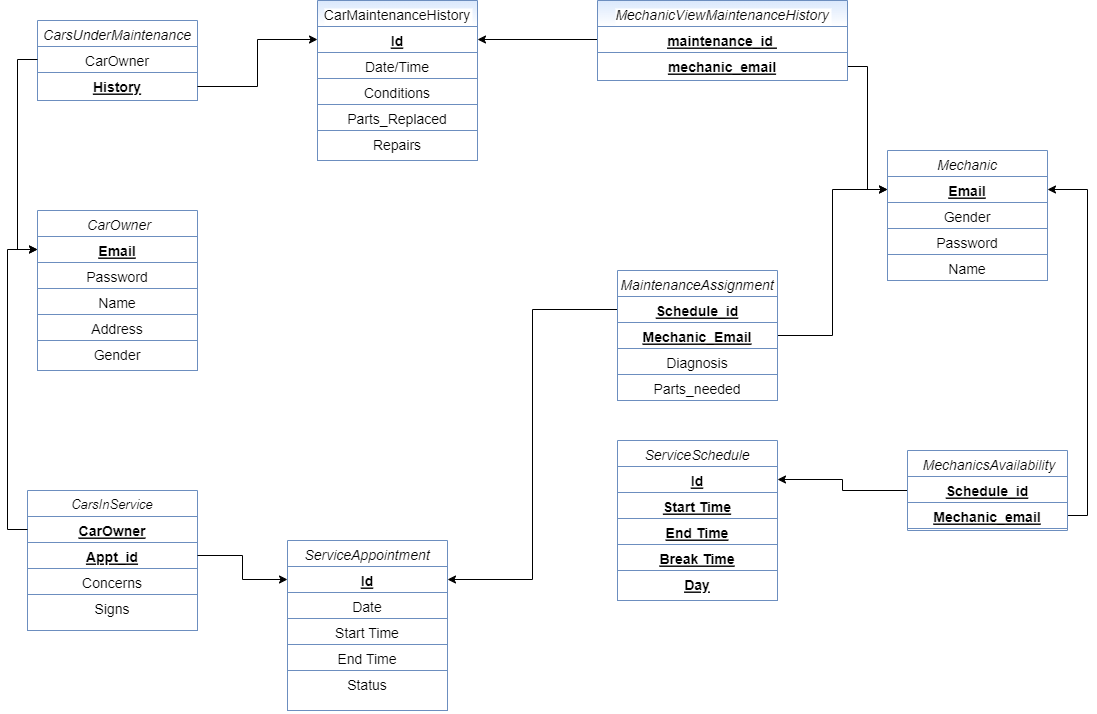 CarsUnderMaintenance
CarOwner
History
CarMaintenanceHistory
Id
Date/Time
Conditions
Parts_Replaced
Repairs
MechanicViewMaintenanceHistory
maintenance_id
mechanic_email
Mechanic
Email
Gender
Password
Name
CarOwner
Email
Password
Name
Address
Gender
MaintenanceAssignment
Schedule_id
Mechanic_Email
Diagnosis
Parts_needed
ServiceSchedule
Id
Start Time
End Time
Break Time
Day
MechanicsAvailability
Schedule_id
Mechanic_email
CarsInService
CarOwner
Appt_id
Concerns
Signs
ServiceAppointment
Id
Date
Start Time
End Time
Status